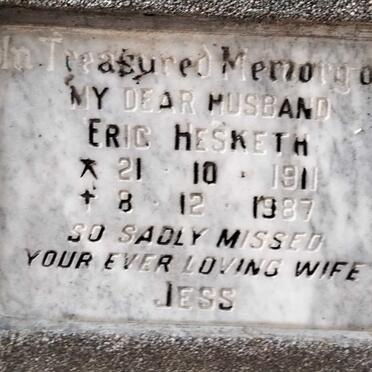 In Treasured Memory o
MY DEAR HUSBAND
ERIC HESKETH
* 21 · 10 · 1911
† 8 · 12 · 1987
SO SADLY MISSED
YOUR EVER LOVING WIFE
JESS